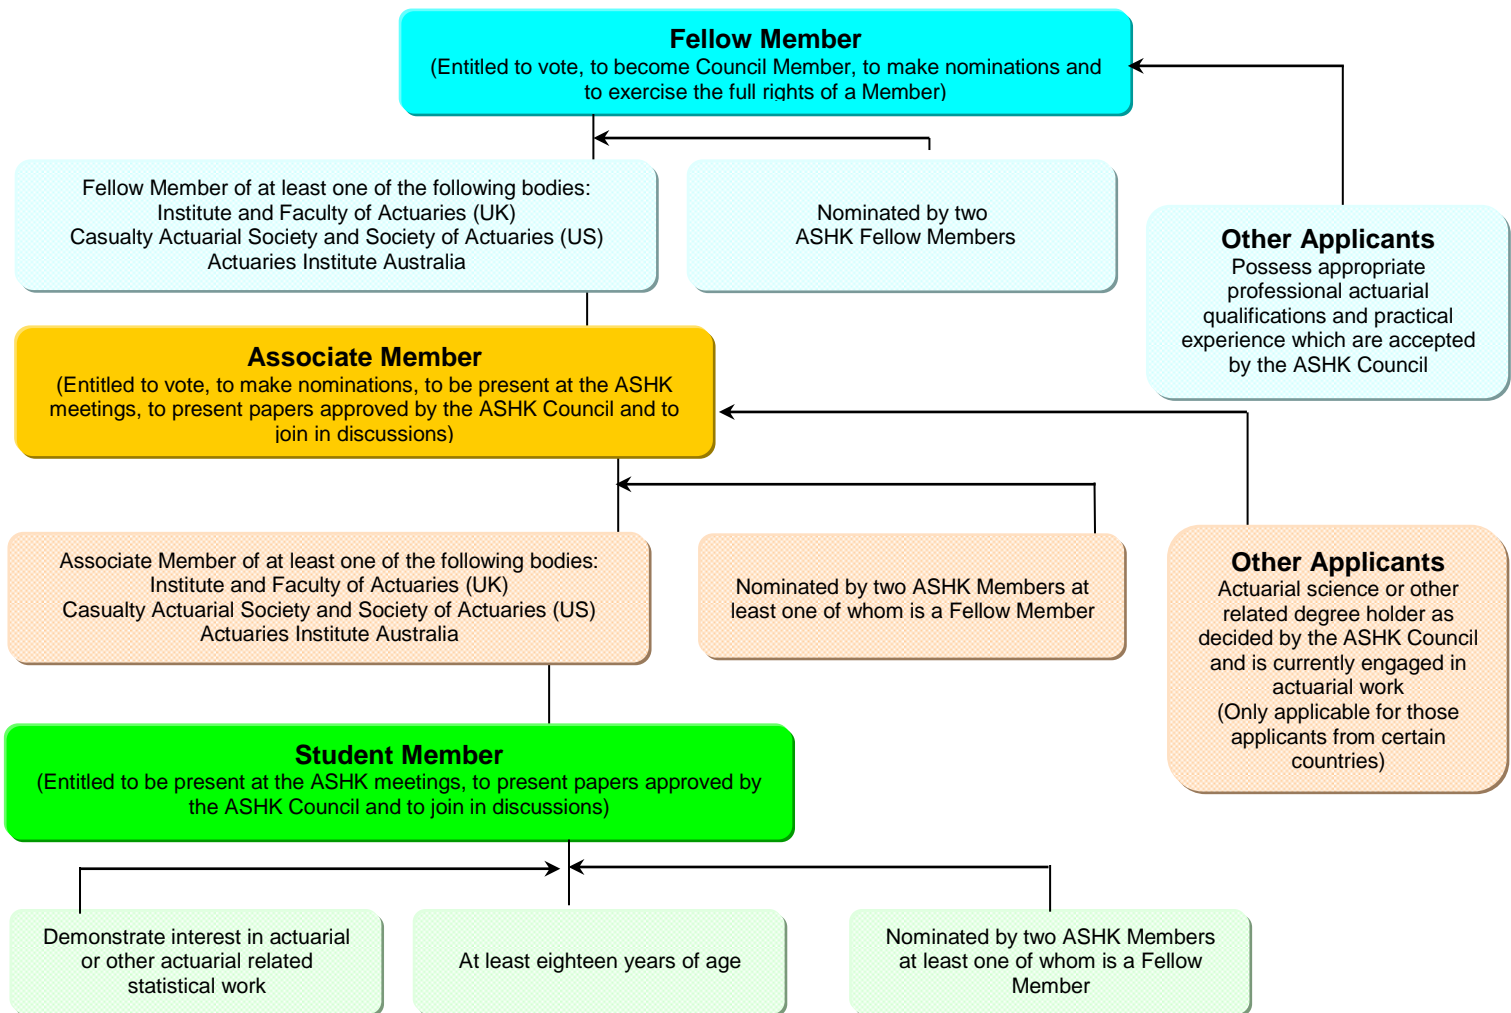 Fellow Member
(Entitled to vote, to become Council Member, to make nominations and
to exercise the full rights of a Member)
Fellow Member of at least one of the following bodies:
Institute and Faculty of Actuaries (UK)
Casualty Actuarial Society and Society of Actuaries (US)
Actuaries Institute Australia
Nominated by two
ASHK Fellow Members
Other Applicants
Possess appropriate
professional actuarial
qualifications and practical
experience which are accepted
by the ASHK Council
Associate Member
(Entitled to vote, to make nominations, to be present at the ASHK
meetings, to present papers approved by the ASHK Council and to
join in discussions)
Associate Member of at least one of the following bodies:
Institute and Faculty of Actuaries (UK)
Casualty Actuarial Society and Society of Actuaries (US)
Actuaries Institute Australia
Nominated by two ASHK Members at
least one of whom is a Fellow Member
Other Applicants
Actuarial science or other
related degree holder as
decided by the ASHK Council
and is currently engaged in
actuarial work
(Only applicable for those
applicants from certain
countries)
Student Member
(Entitled to be present at the ASHK meetings, to present papers approved by
the ASHK Council and to join in discussions)
Demonstrate interest in actuarial
or other actuarial related
statistical work
At least eighteen years of age
Nominated by two ASHK Members
at least one of whom is a Fellow
Member